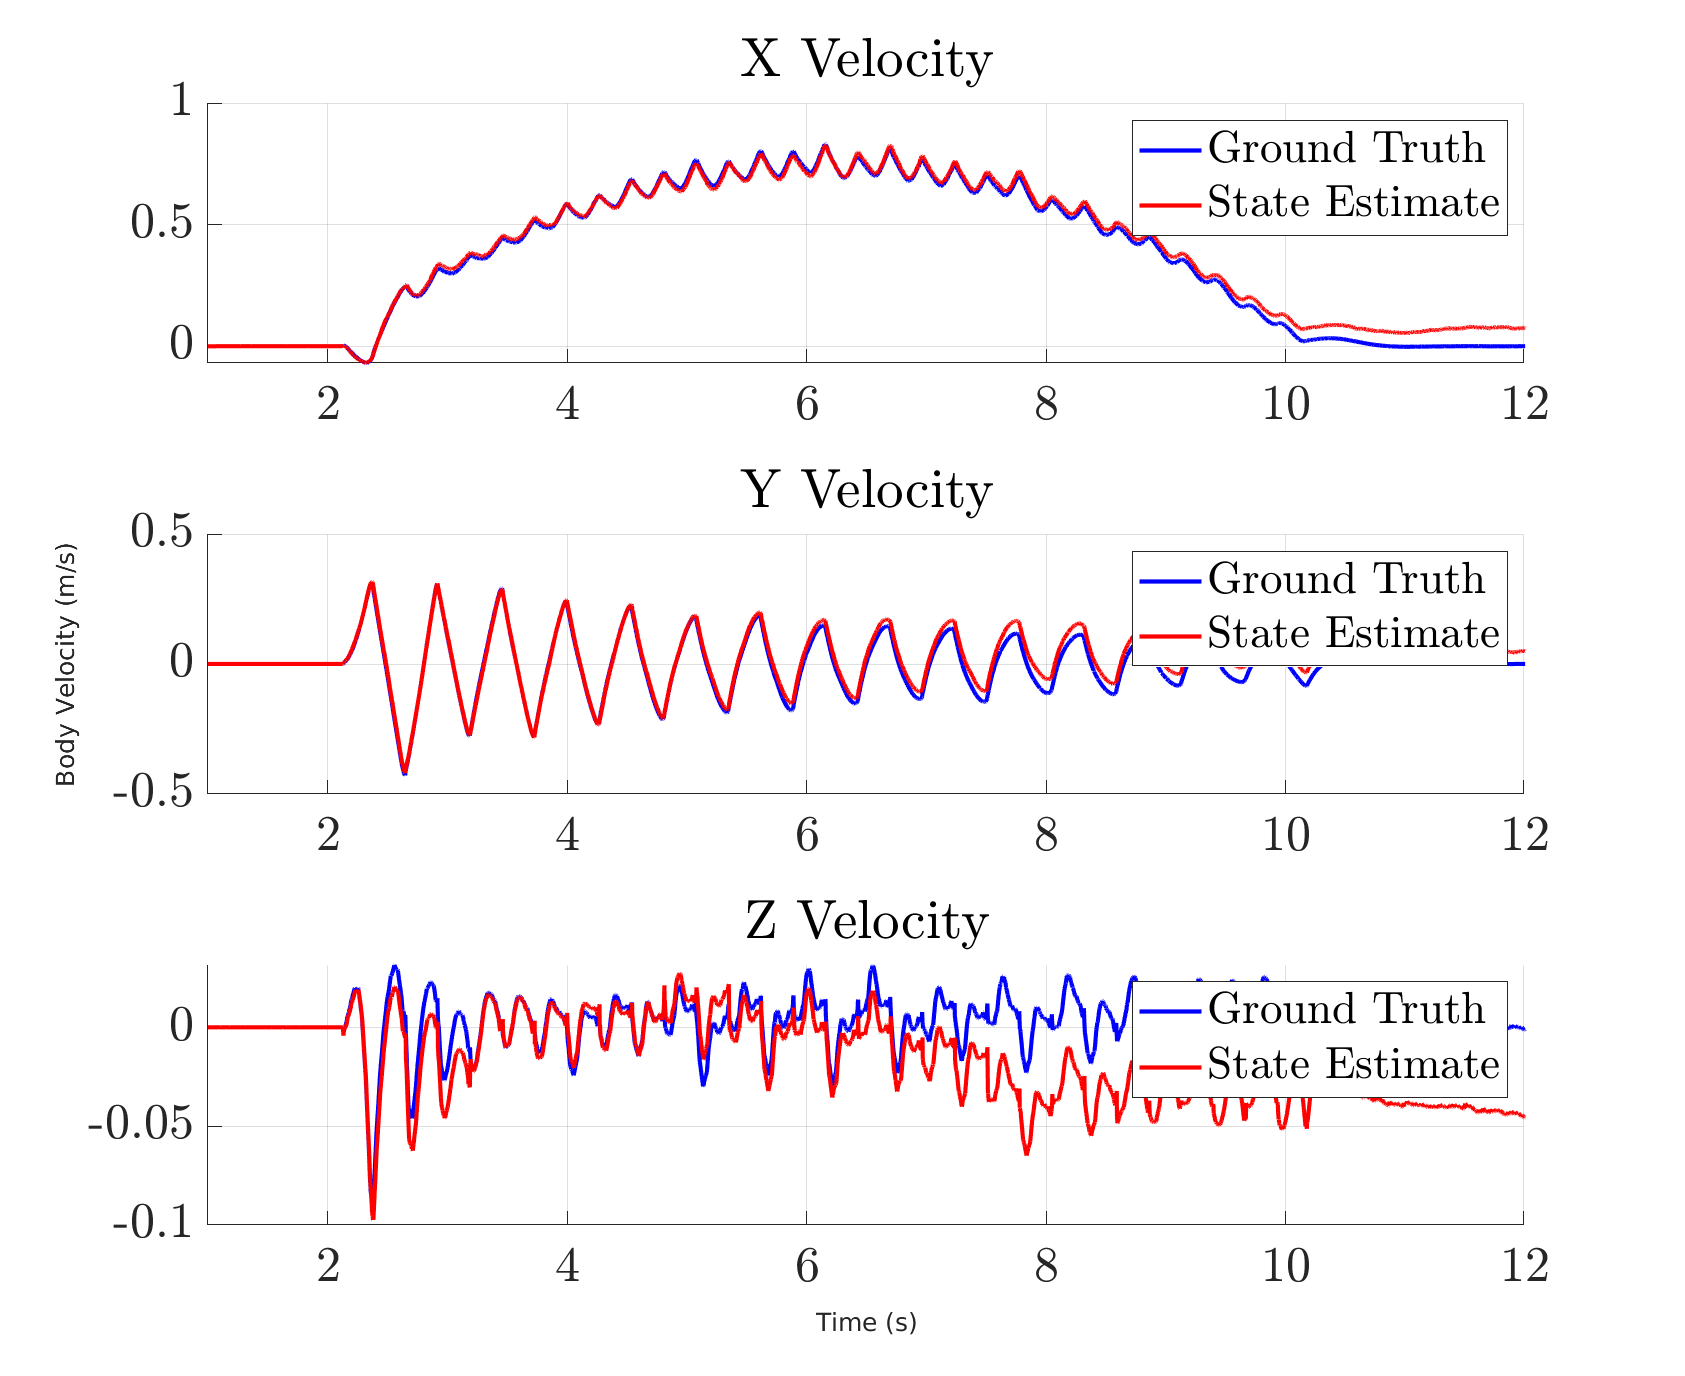 X Velocity
1
0.5
0
Ground Truth
State Estimate
2 4 6 8 10 12
Y Velocity
Body Velocity (m/s)
0.5
0
-0.5
Ground Truth
State Estimate
2 4 6 8 10 12
Z Velocity
0
-0.05
-0.1
Ground Truth
State Estimate
2 4 6 8 10 12
Time (s)